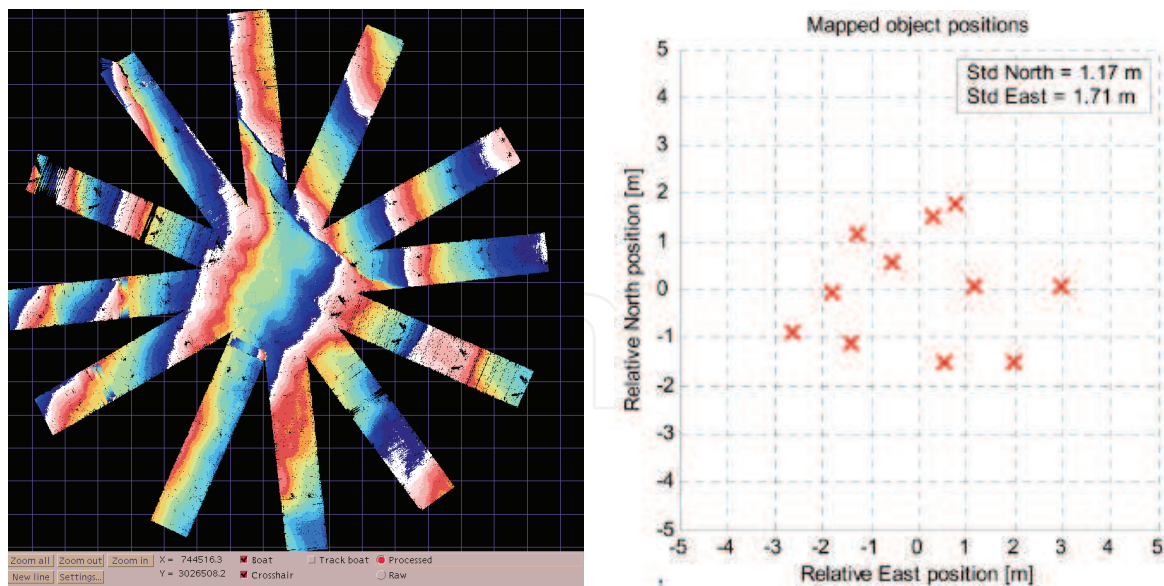 Zoom all Zoom out Zoom in X = 744516.3 Boat Track boat Processed
New line Settings... Y = 3026508.2 Crosshair Raw
Mapped object positions
Std North = 1.17 m
Std East = 1.71 m
Relative North position [m]
5
4
3
2
1
0
-1
-2
-3
-4
-5
-5 -4 -3 -2 -1 0 1 2 3 4 5
Relative East position [m]